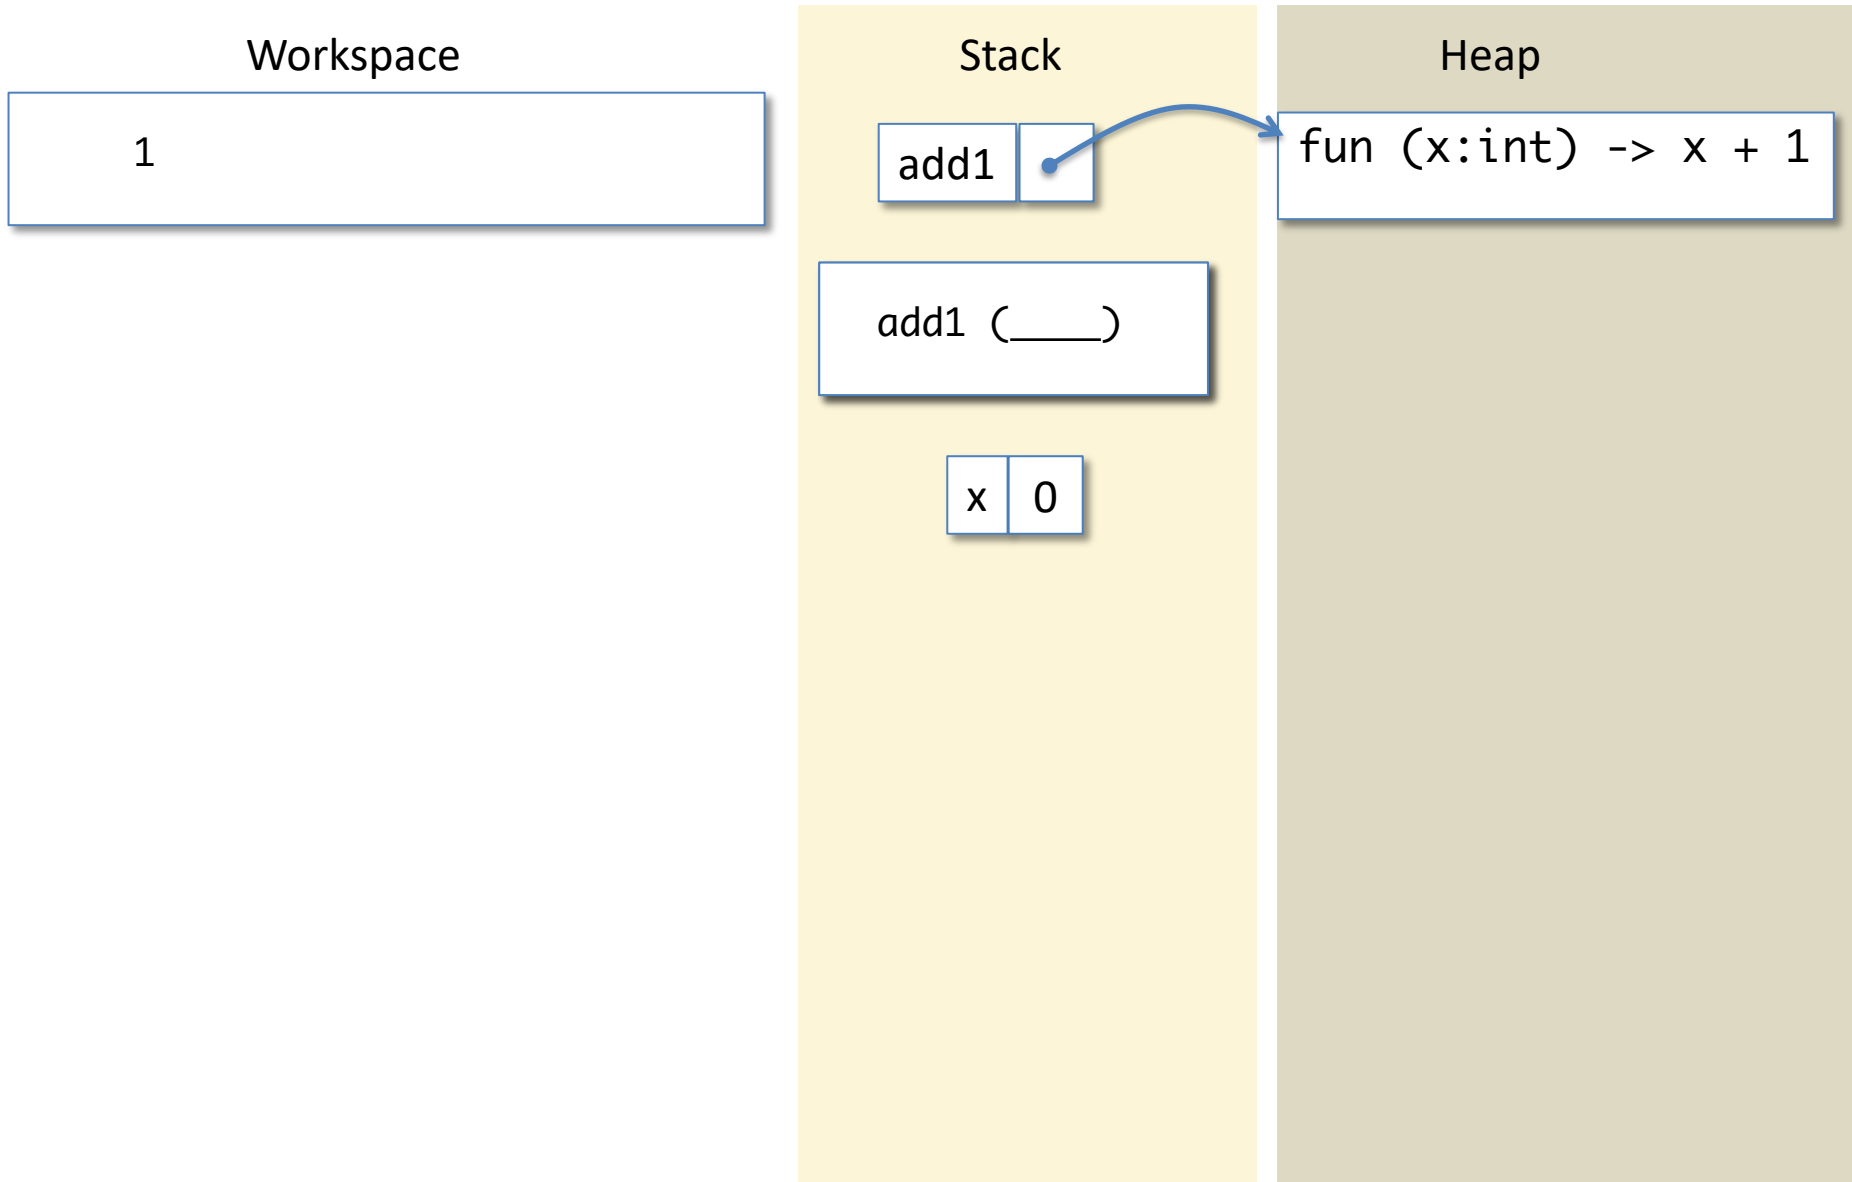 Workspace
Stack
Heap
1
add1
fun (x:int) -> x + 1
add1 (____)
x 0